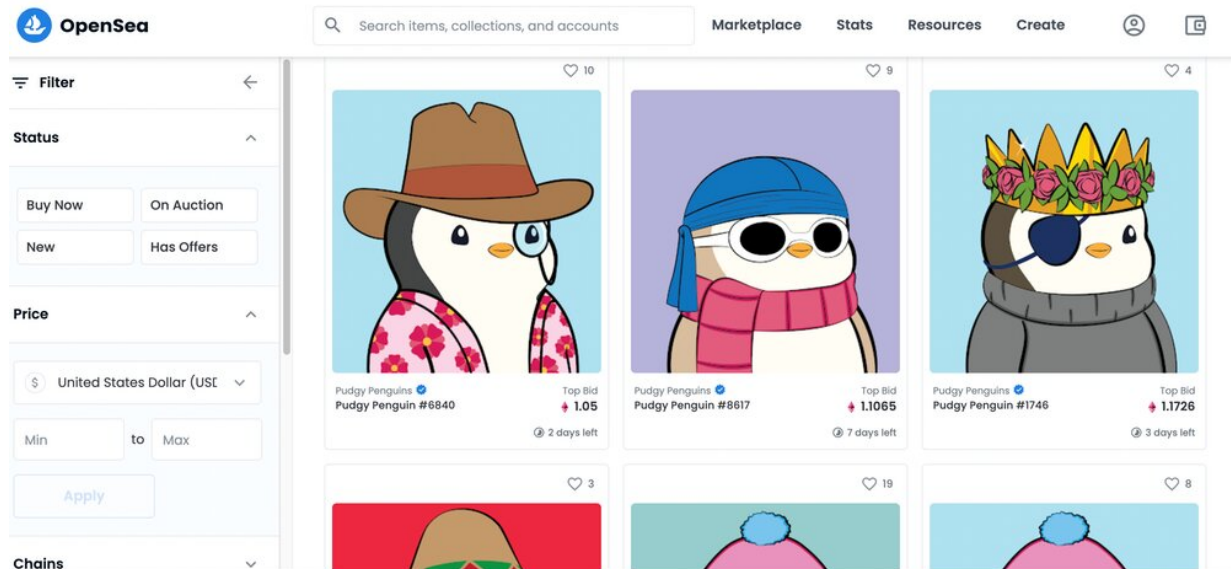 OpenSea
Search items, collections, and accounts
Marketplace
Stats
Resources
Create
Filter
Status
Buy Now
On Auction
New
Has Offers
Price
$
United States Dollar (USD
Min
to
Max
Apply
Chains
10
9
4
Pudgy Penguins
Top Bid
Pudgy Penguin #6840
1.05
2 days left
Pudgy Penguins
Top Bid
Pudgy Penguin #8617
1.1065
7 days left
Pudgy Penguins
Top Bid
Pudgy Penguin #1746
1.1726
3 days left
3
19
8